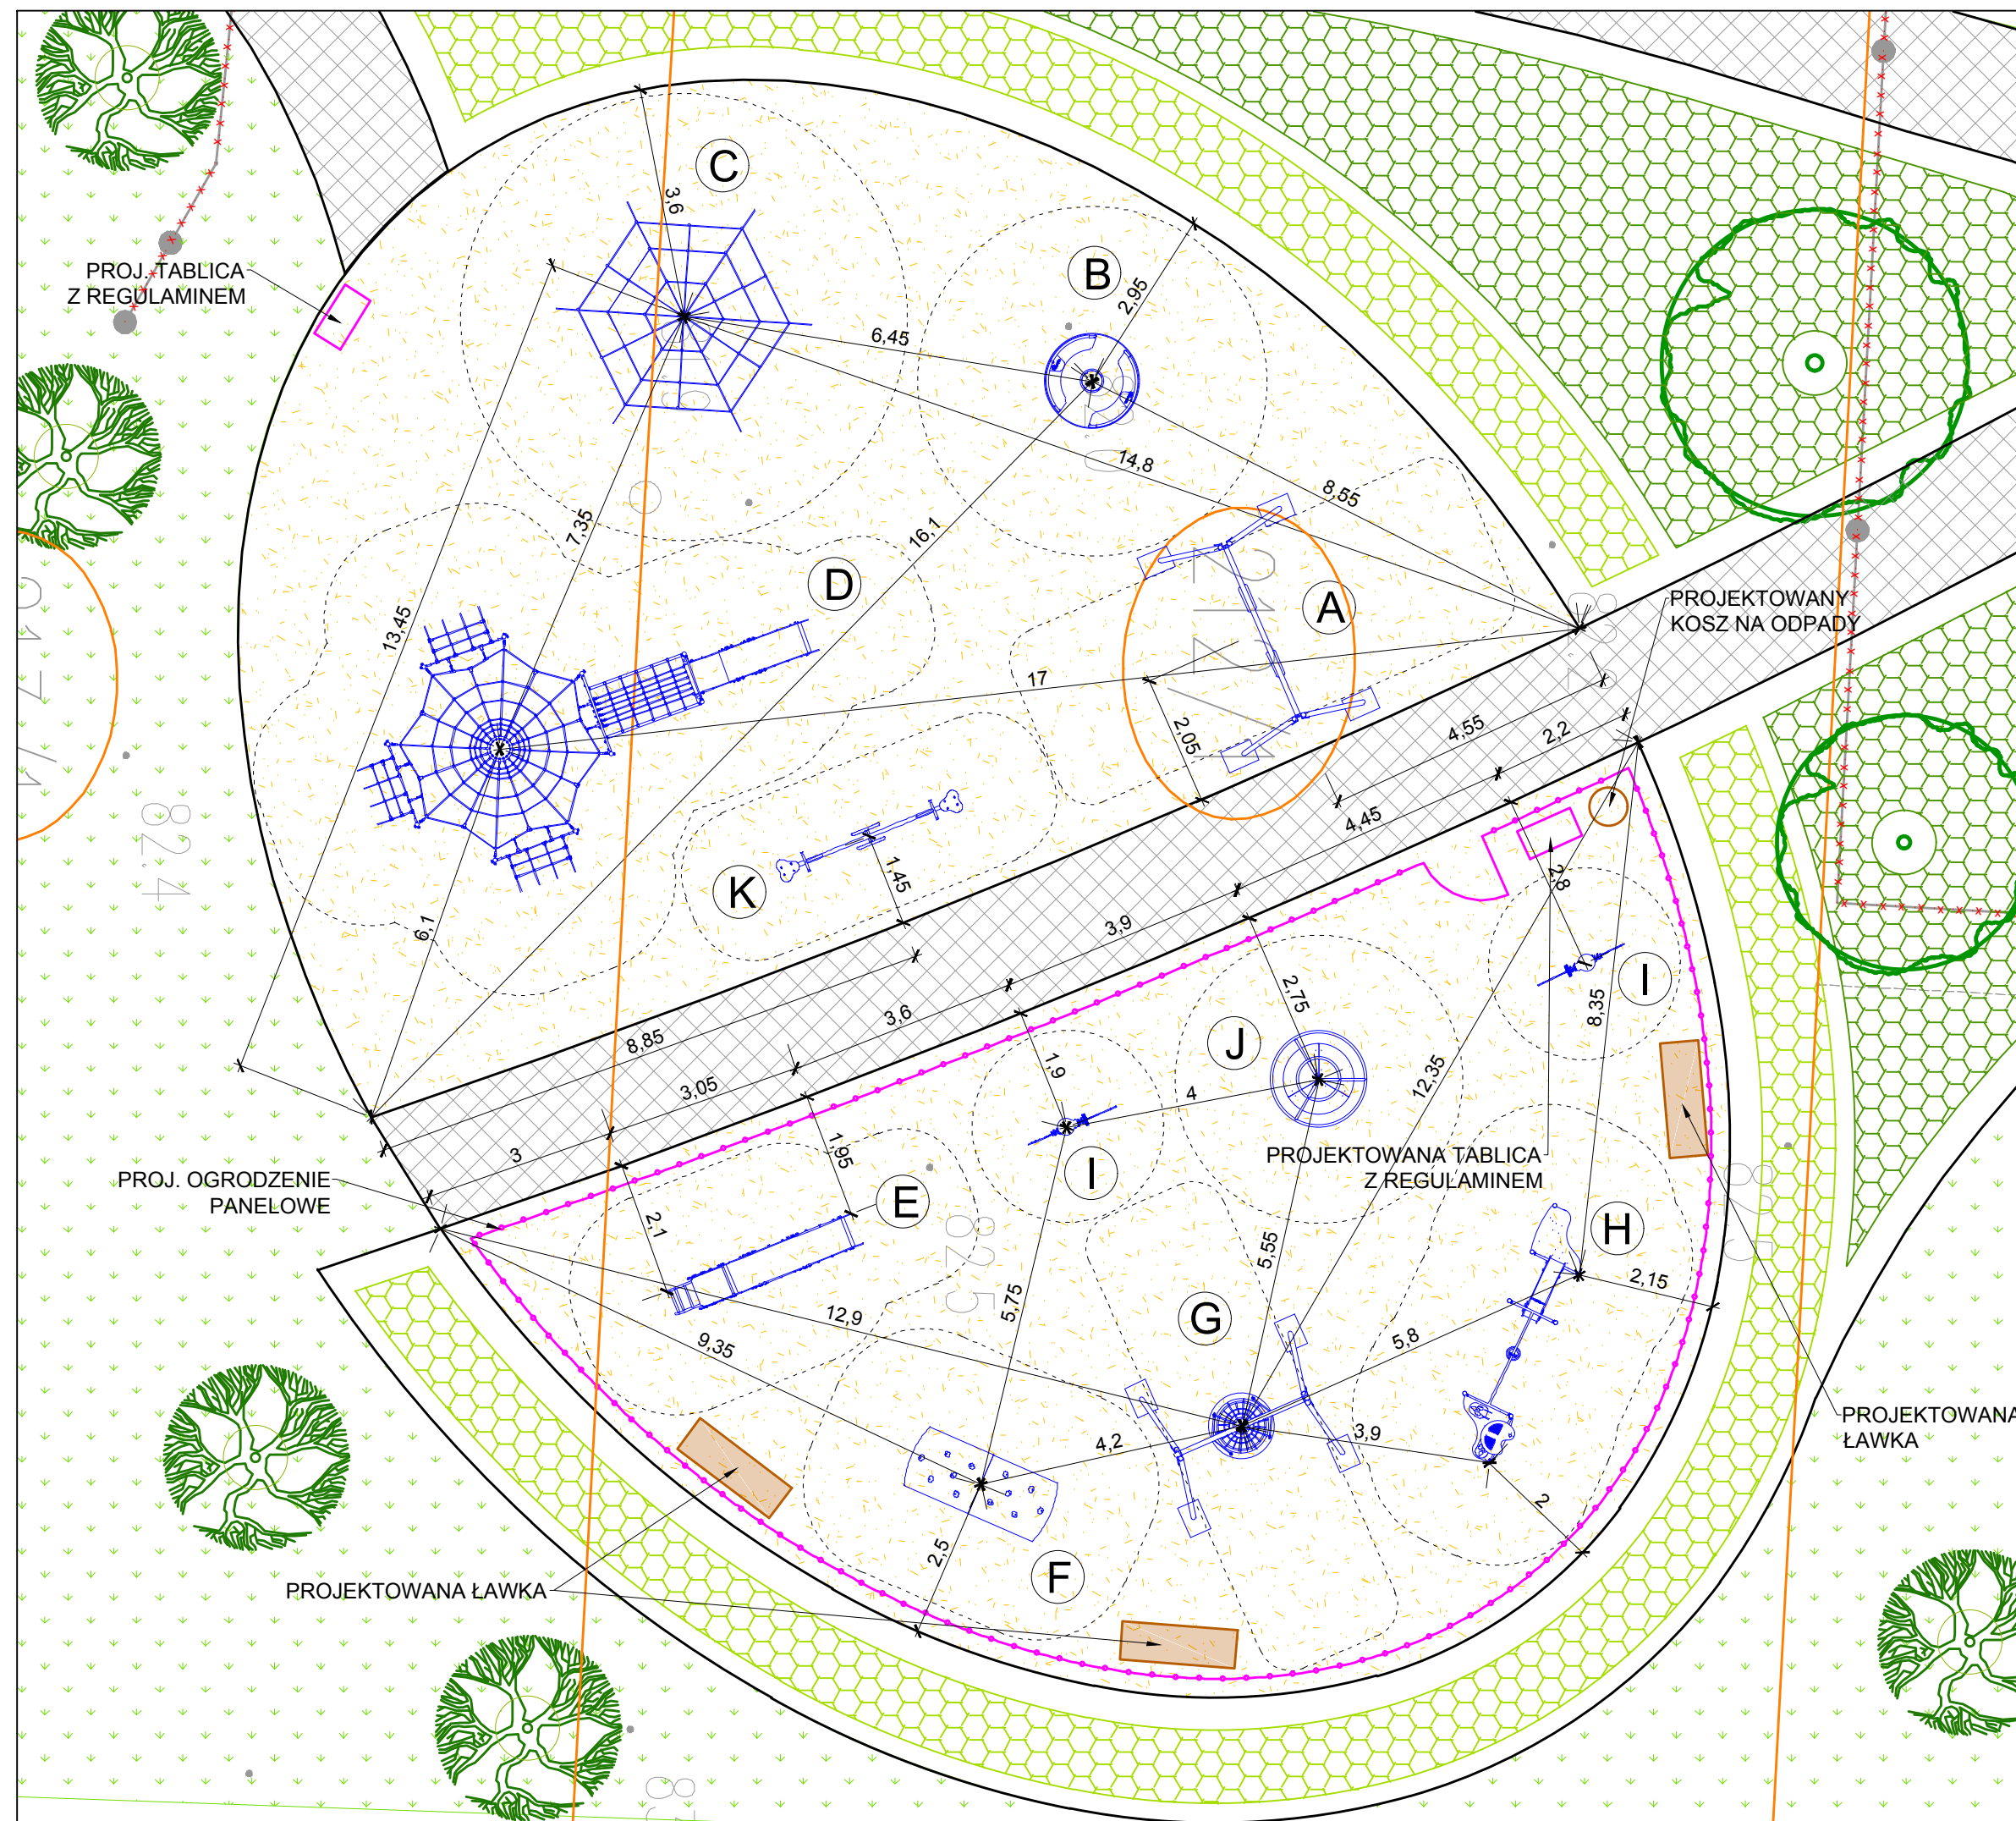 C
3,6
PROJ. TABLICA
Z REGULAMINEM
B
2,95
6,45
14,8
8,55
7,35
16,1
D
A
PROJEKTOWANY
KOSZ NA ODPADY
13,45
17
2,05
4,55
2,2
4,45
K
1,45
2,8
6,1
3,9
I
2,75
8,35
3,6
8,85
J
3,05
1,9
4
12,35
3
1,95
PROJEKTOWANA TABLICA
Z REGULAMINEM
PROJ. OGRODZENIE
PANELOWE
I
E
2,1
H
5,55
2,15
5,75
12,9
G
9,35
5,8
PROJEKTOWANA
ŁAWKA
4,2
3,9
2
2,5
F
PROJEKTOWANA ŁAWKA